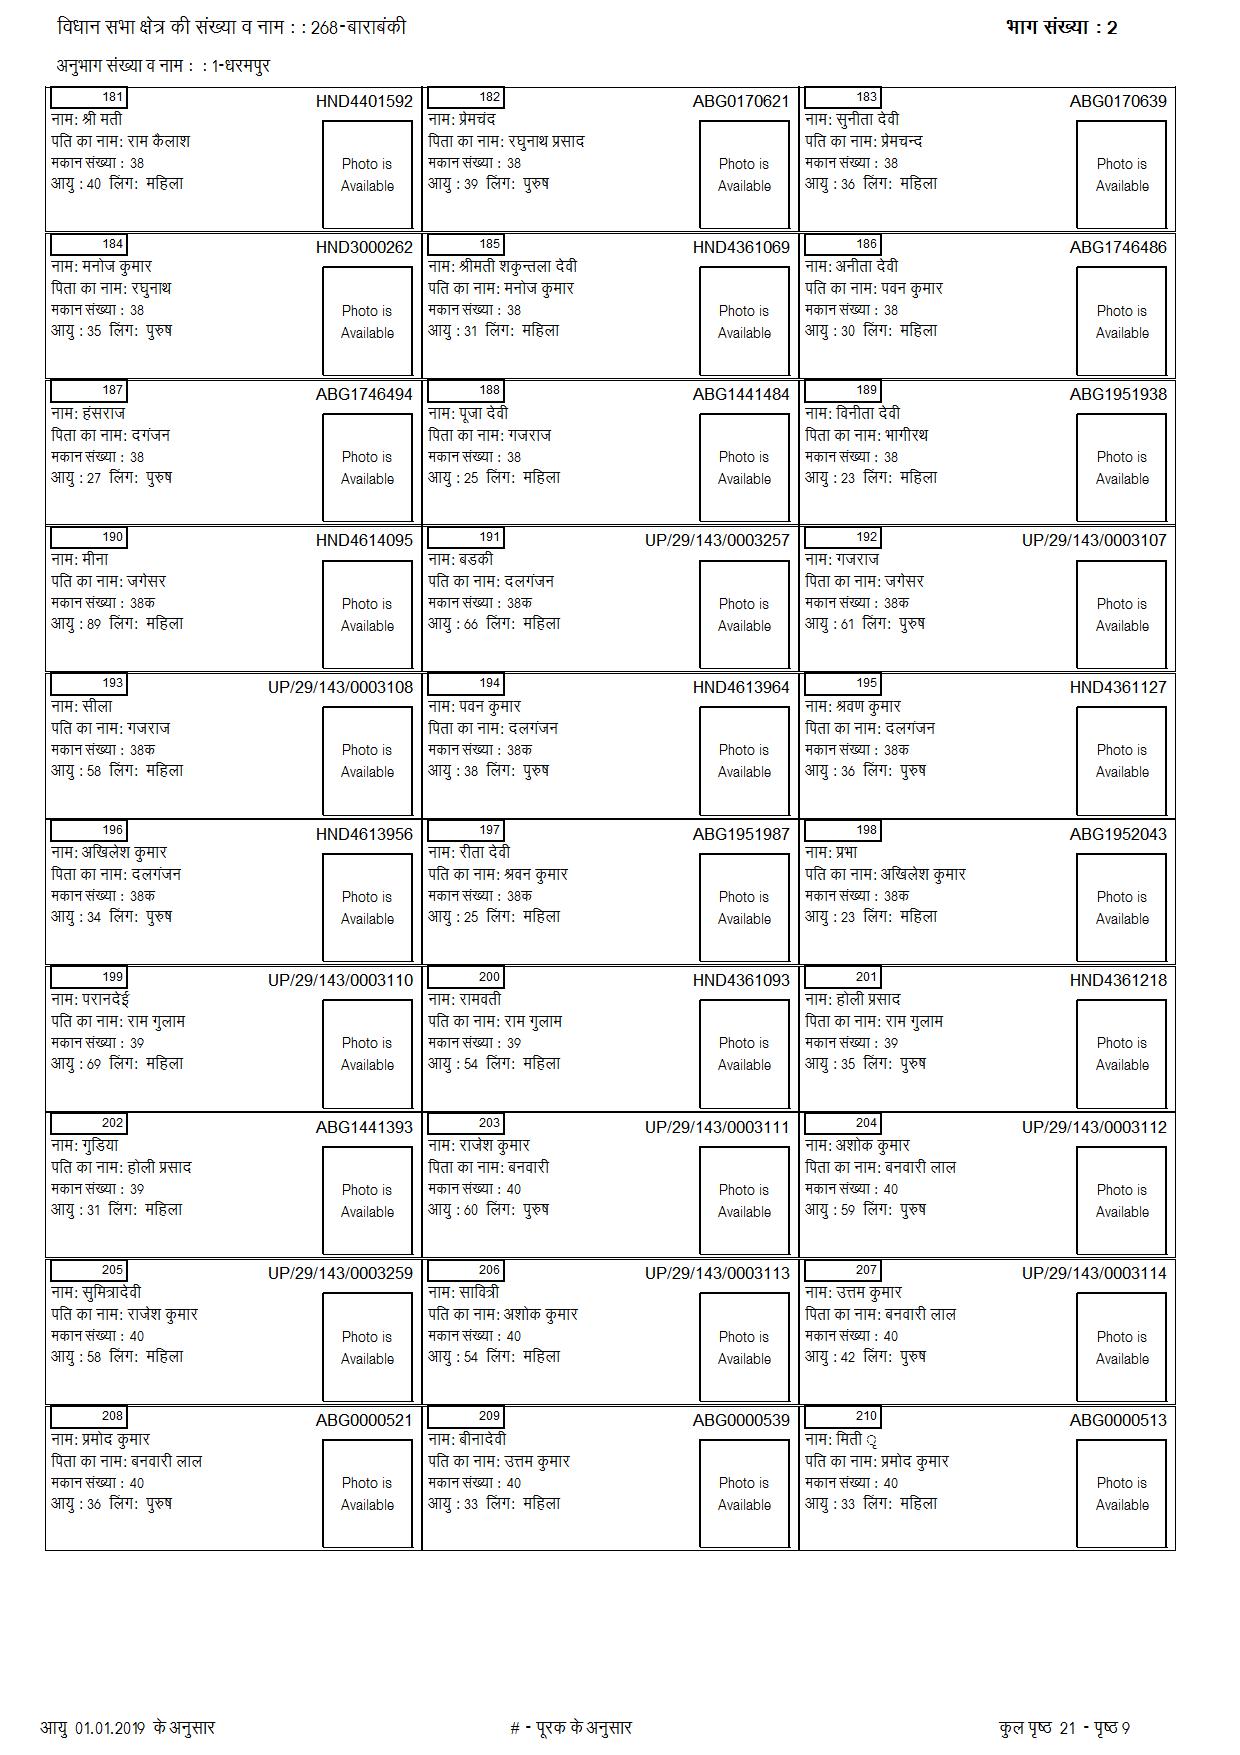 विधान सभा क्षेत्र की संख्या व नाम : : 268-बाराबंकी
भाग संख्या : 2
अनुभाग संख्या व नाम : : 1-धरमपुर
181 HND4401592
नाम: श्री मती
पति का नाम: राम कैलाश
मकान संख्या : 38
आयु : 40 लिंग: महिला
Photo is
Available
182 ABG0170621
नाम: प्रेमचंद
पिता का नाम: रघुनाथ प्रसाद
मकान संख्या : 38
आयु : 39 लिंग: पुरुष
Photo is
Available
183 ABG0170639
नाम: सुनीता देवी
पति का नाम: प्रेमचन्द
मकान संख्या : 38
आयु : 36 लिंग: महिला
Photo is
Available
184 HND3000262
नाम: मनोज कुमार
पिता का नाम: रघुनाथ
मकान संख्या : 38
आयु : 35 लिंग: पुरुष
Photo is
Available
185 HND4361069
नाम: श्रीमती शकुन्तला देवी
पति का नाम: मनोज कुमार
मकान संख्या : 38
आयु : 31 लिंग: महिला
Photo is
Available
186 ABG1746486
नाम: अनीता देवी
पति का नाम: पवन कुमार
मकान संख्या : 38
आयु : 30 लिंग: महिला
Photo is
Available
187 ABG1746494
नाम: हंसराज
पिता का नाम: दगंजन
मकान संख्या : 38
आयु : 27 लिंग: पुरुष
Photo is
Available
188 ABG1441484
नाम: पूजा देवी
पिता का नाम: गजराज
मकान संख्या : 38
आयु : 25 लिंग: महिला
Photo is
Available
189 ABG1951938
नाम: विनीता देवी
पिता का नाम: भागीरथ
मकान संख्या : 38
आयु : 23 लिंग: महिला
Photo is
Available
190 HND4614095
नाम: मीना
पति का नाम: जगेसर
मकान संख्या : 38क
आयु : 89 लिंग: महिला
Photo is
Available
191 UP/29/143/0003257
नाम: बडकी
पति का नाम: दलगंजन
मकान संख्या : 38क
आयु : 66 लिंग: महिला
Photo is
Available
192 UP/29/143/0003107
नाम: गजराज
पिता का नाम: जगेसर
मकान संख्या : 38क
आयु : 61 लिंग: पुरुष
Photo is
Available
193 UP/29/143/0003108
नाम: सीला
पति का नाम: गजराज
मकान संख्या : 38क
आयु : 58 लिंग: महिला
Photo is
Available
194 HND4613964
नाम: पवन कुमार
पिता का नाम: दलगंजन
मकान संख्या : 38क
आयु : 38 लिंग: पुरुष
Photo is
Available
195 HND4361127
नाम: श्रवण कुमार
पिता का नाम: दलगंजन
मकान संख्या : 38क
आयु : 36 लिंग: पुरुष
Photo is
Available
196 HND4613956
नाम: अखिलेश कुमार
पिता का नाम: दलगंजन
मकान संख्या : 38क
आयु : 34 लिंग: पुरुष
Photo is
Available
197 ABG1951987
नाम: रीता देवी
पति का नाम: श्रवन कुमार
मकान संख्या : 38क
आयु : 25 लिंग: महिला
Photo is
Available
198 ABG1952043
नाम: प्रभा
पति का नाम: अखिलेश कुमार
मकान संख्या : 38क
आयु : 23 लिंग: महिला
Photo is
Available
199 UP/29/143/0003110
नाम: परानदेई
पति का नाम: राम गुलाम
मकान संख्या : 39
आयु : 69 लिंग: महिला
Photo is
Available
200 HND4361093
नाम: रामवती
पति का नाम: राम गुलाम
मकान संख्या : 39
आयु : 54 लिंग: महिला
Photo is
Available
201 HND4361218
नाम: होली प्रसाद
पिता का नाम: राम गुलाम
मकान संख्या : 39
आयु : 35 लिंग: पुरुष
Photo is
Available
202 ABG1441393
नाम: गुडिया
पति का नाम: होली प्रसाद
मकान संख्या : 39
आयु : 31 लिंग: महिला
Photo is
Available
203 UP/29/143/0003111
नाम: राजेश कुमार
पिता का नाम: बनवारी
मकान संख्या : 40
आयु : 60 लिंग: पुरुष
Photo is
Available
204 UP/29/143/0003112
नाम: अशोक कुमार
पिता का नाम: बनवारी लाल
मकान संख्या : 40
आयु : 59 लिंग: पुरुष
Photo is
Available
205 UP/29/143/0003259
नाम: सुमित्रादेवी
पति का नाम: राजेश कुमार
मकान संख्या : 40
आयु : 58 लिंग: महिला
Photo is
Available
206 UP/29/143/0003113
नाम: सावित्री
पति का नाम: अशोक कुमार
मकान संख्या : 40
आयु : 54 लिंग: महिला
Photo is
Available
207 UP/29/143/0003114
नाम: उत्तम कुमार
पिता का नाम: बनवारी लाल
मकान संख्या : 40
आयु : 42 लिंग: पुरुष
Photo is
Available
208 ABG0000521
नाम: प्रमोद कुमार
पिता का नाम: बनवारी लाल
मकान संख्या : 40
आयु : 36 लिंग: पुरुष
Photo is
Available
209 ABG0000539
नाम: बीनादेवी
पति का नाम: उत्तम कुमार
मकान संख्या : 40
आयु : 33 लिंग: महिला
Photo is
Available
210 ABG0000513
नाम: मिती ृ
पति का नाम: प्रमोद कुमार
मकान संख्या : 40
आयु : 33 लिंग: महिला
Photo is
Available
आयु 01.01.2019 के अनुसार
# - पूरक के अनुसार
कुल पृष्ठ 21 - पृष्ठ 9